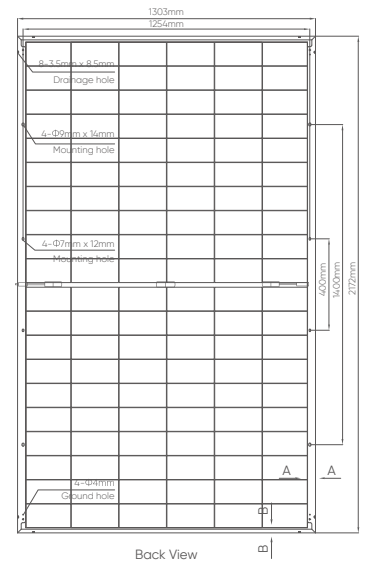 1303mm
1254mm
8-3.5mm x 8.5mm
Drainage hole
4-Φ9mm x 14mm
Mounting hole
4-Φ7mm x 12mm
Mounting hole
400mm
1400mm
2172mm
A
A
4-Φ4mm
Ground hole
B
B
Back View